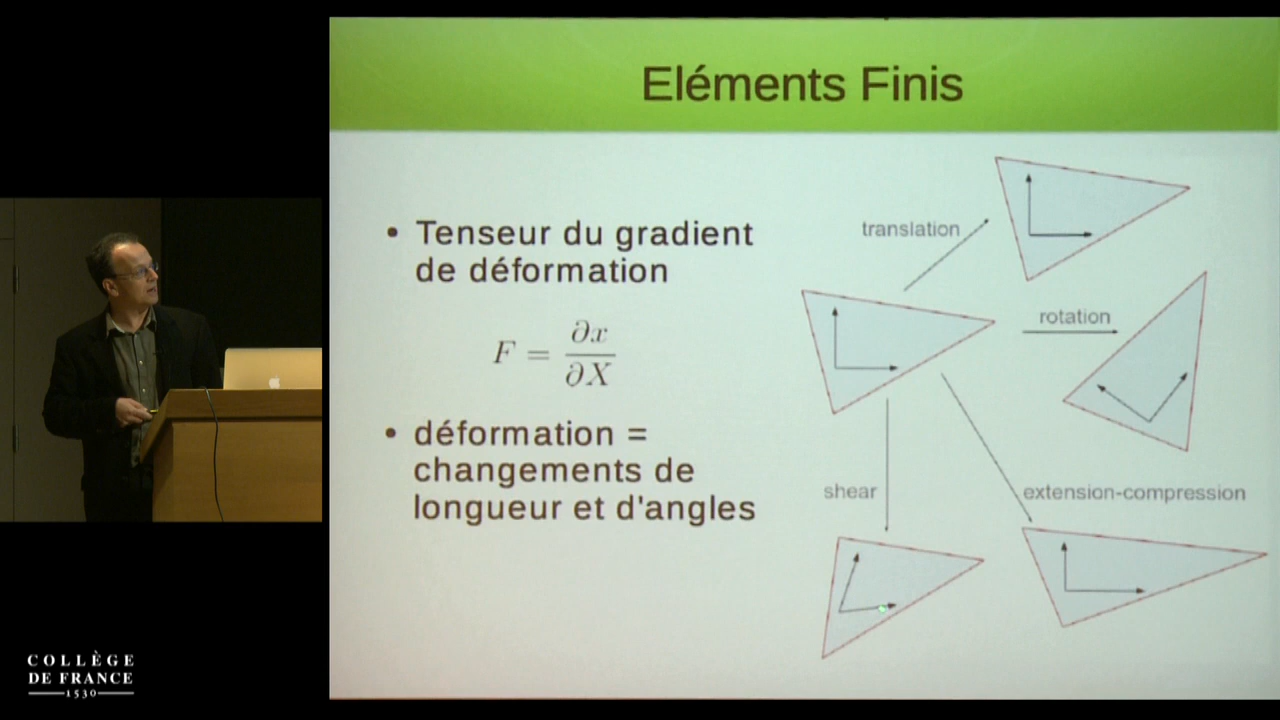 Eléments Finis
• Tenseur du gradient
de déformation
F = ∂x / ∂X
• déformation =
changements de
longueur et d'angles
translation
rotation
shear
extension-compression
COLLÈGE
DE FRANCE
1530